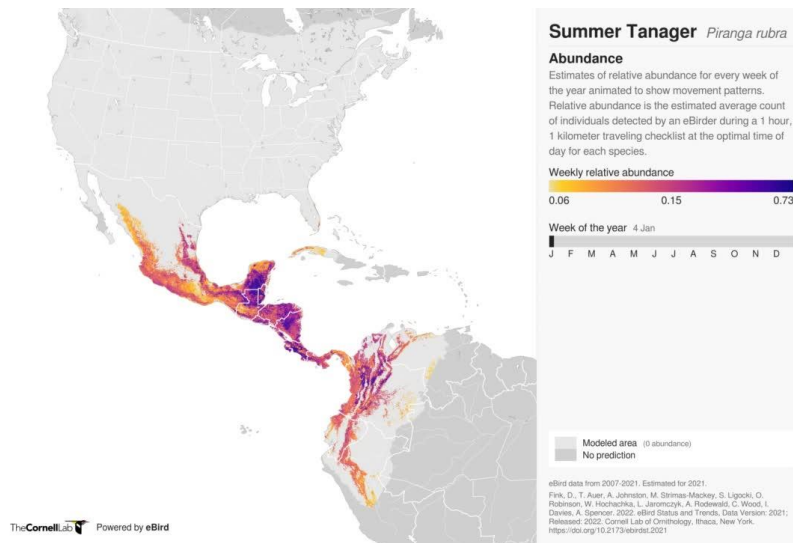 Summer Tanager Piranga rubra
Abundance
Estimates of relative abundance for every week of
the year animated to show movement patterns.
Relative abundance is the estimated average count
of individuals detected by an eBirder during a 1 hour,
1 kilometer traveling checklist at the optimal time of
day for each species.
Weekly relative abundance
0.06 0.15 0.73
Week of the year 4 Jan
J F M A M J J A S O N D
Modeled area (0 abundance)
No prediction
eBird data from 2007-2021. Estimated for 2021.
Fink, D., T. Auer, A. Johnston, M. Strimas-Mackey, S. Ligocki, O.
Robinson, W. Hochachka, L. Jaromczyk, A. Rodewald, C. Wood, I.
Davies, A. Spencer. 2022. eBird Status and Trends, Data Version: 2021;
Released: 2022. Cornell Lab of Ornithology, Ithaca, New York.
https://doi.org/10.2173/ebirdst.2021
TheCornellLab Powered by eBird